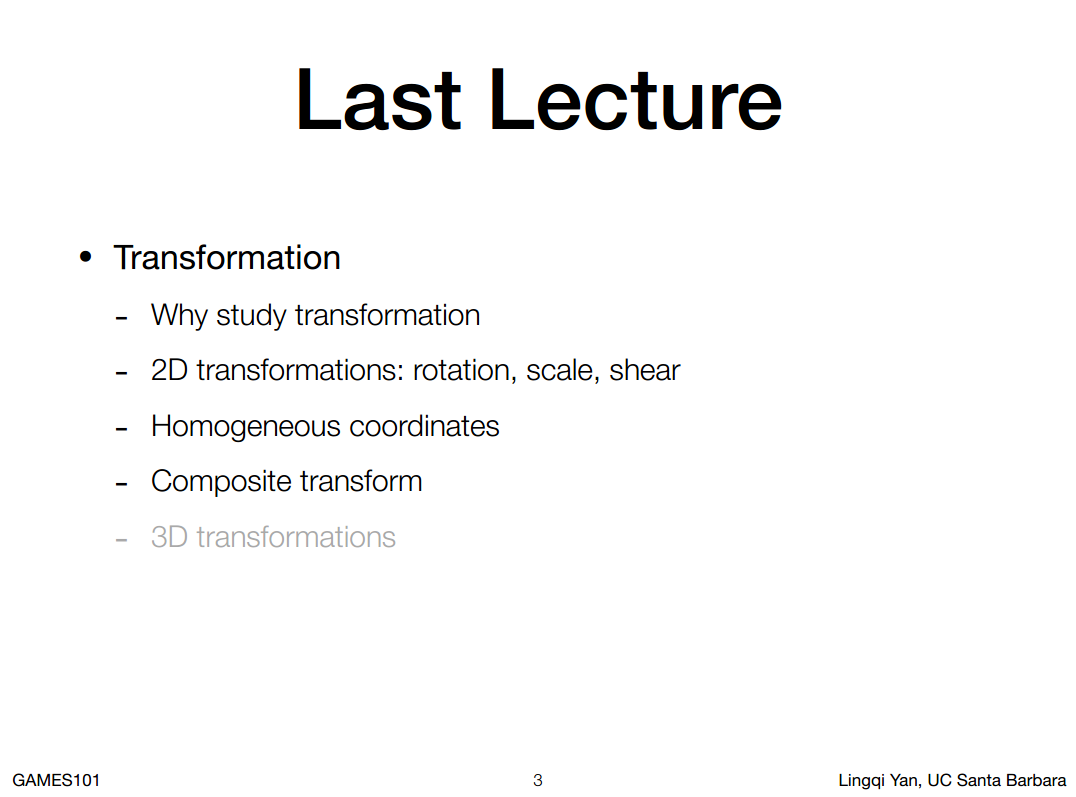 Last Lecture
• Transformation
- Why study transformation
- 2D transformations: rotation, scale, shear
- Homogeneous coordinates
- Composite transform
- 3D transformations
GAMES101 3 Lingqi Yan, UC Santa Barbara